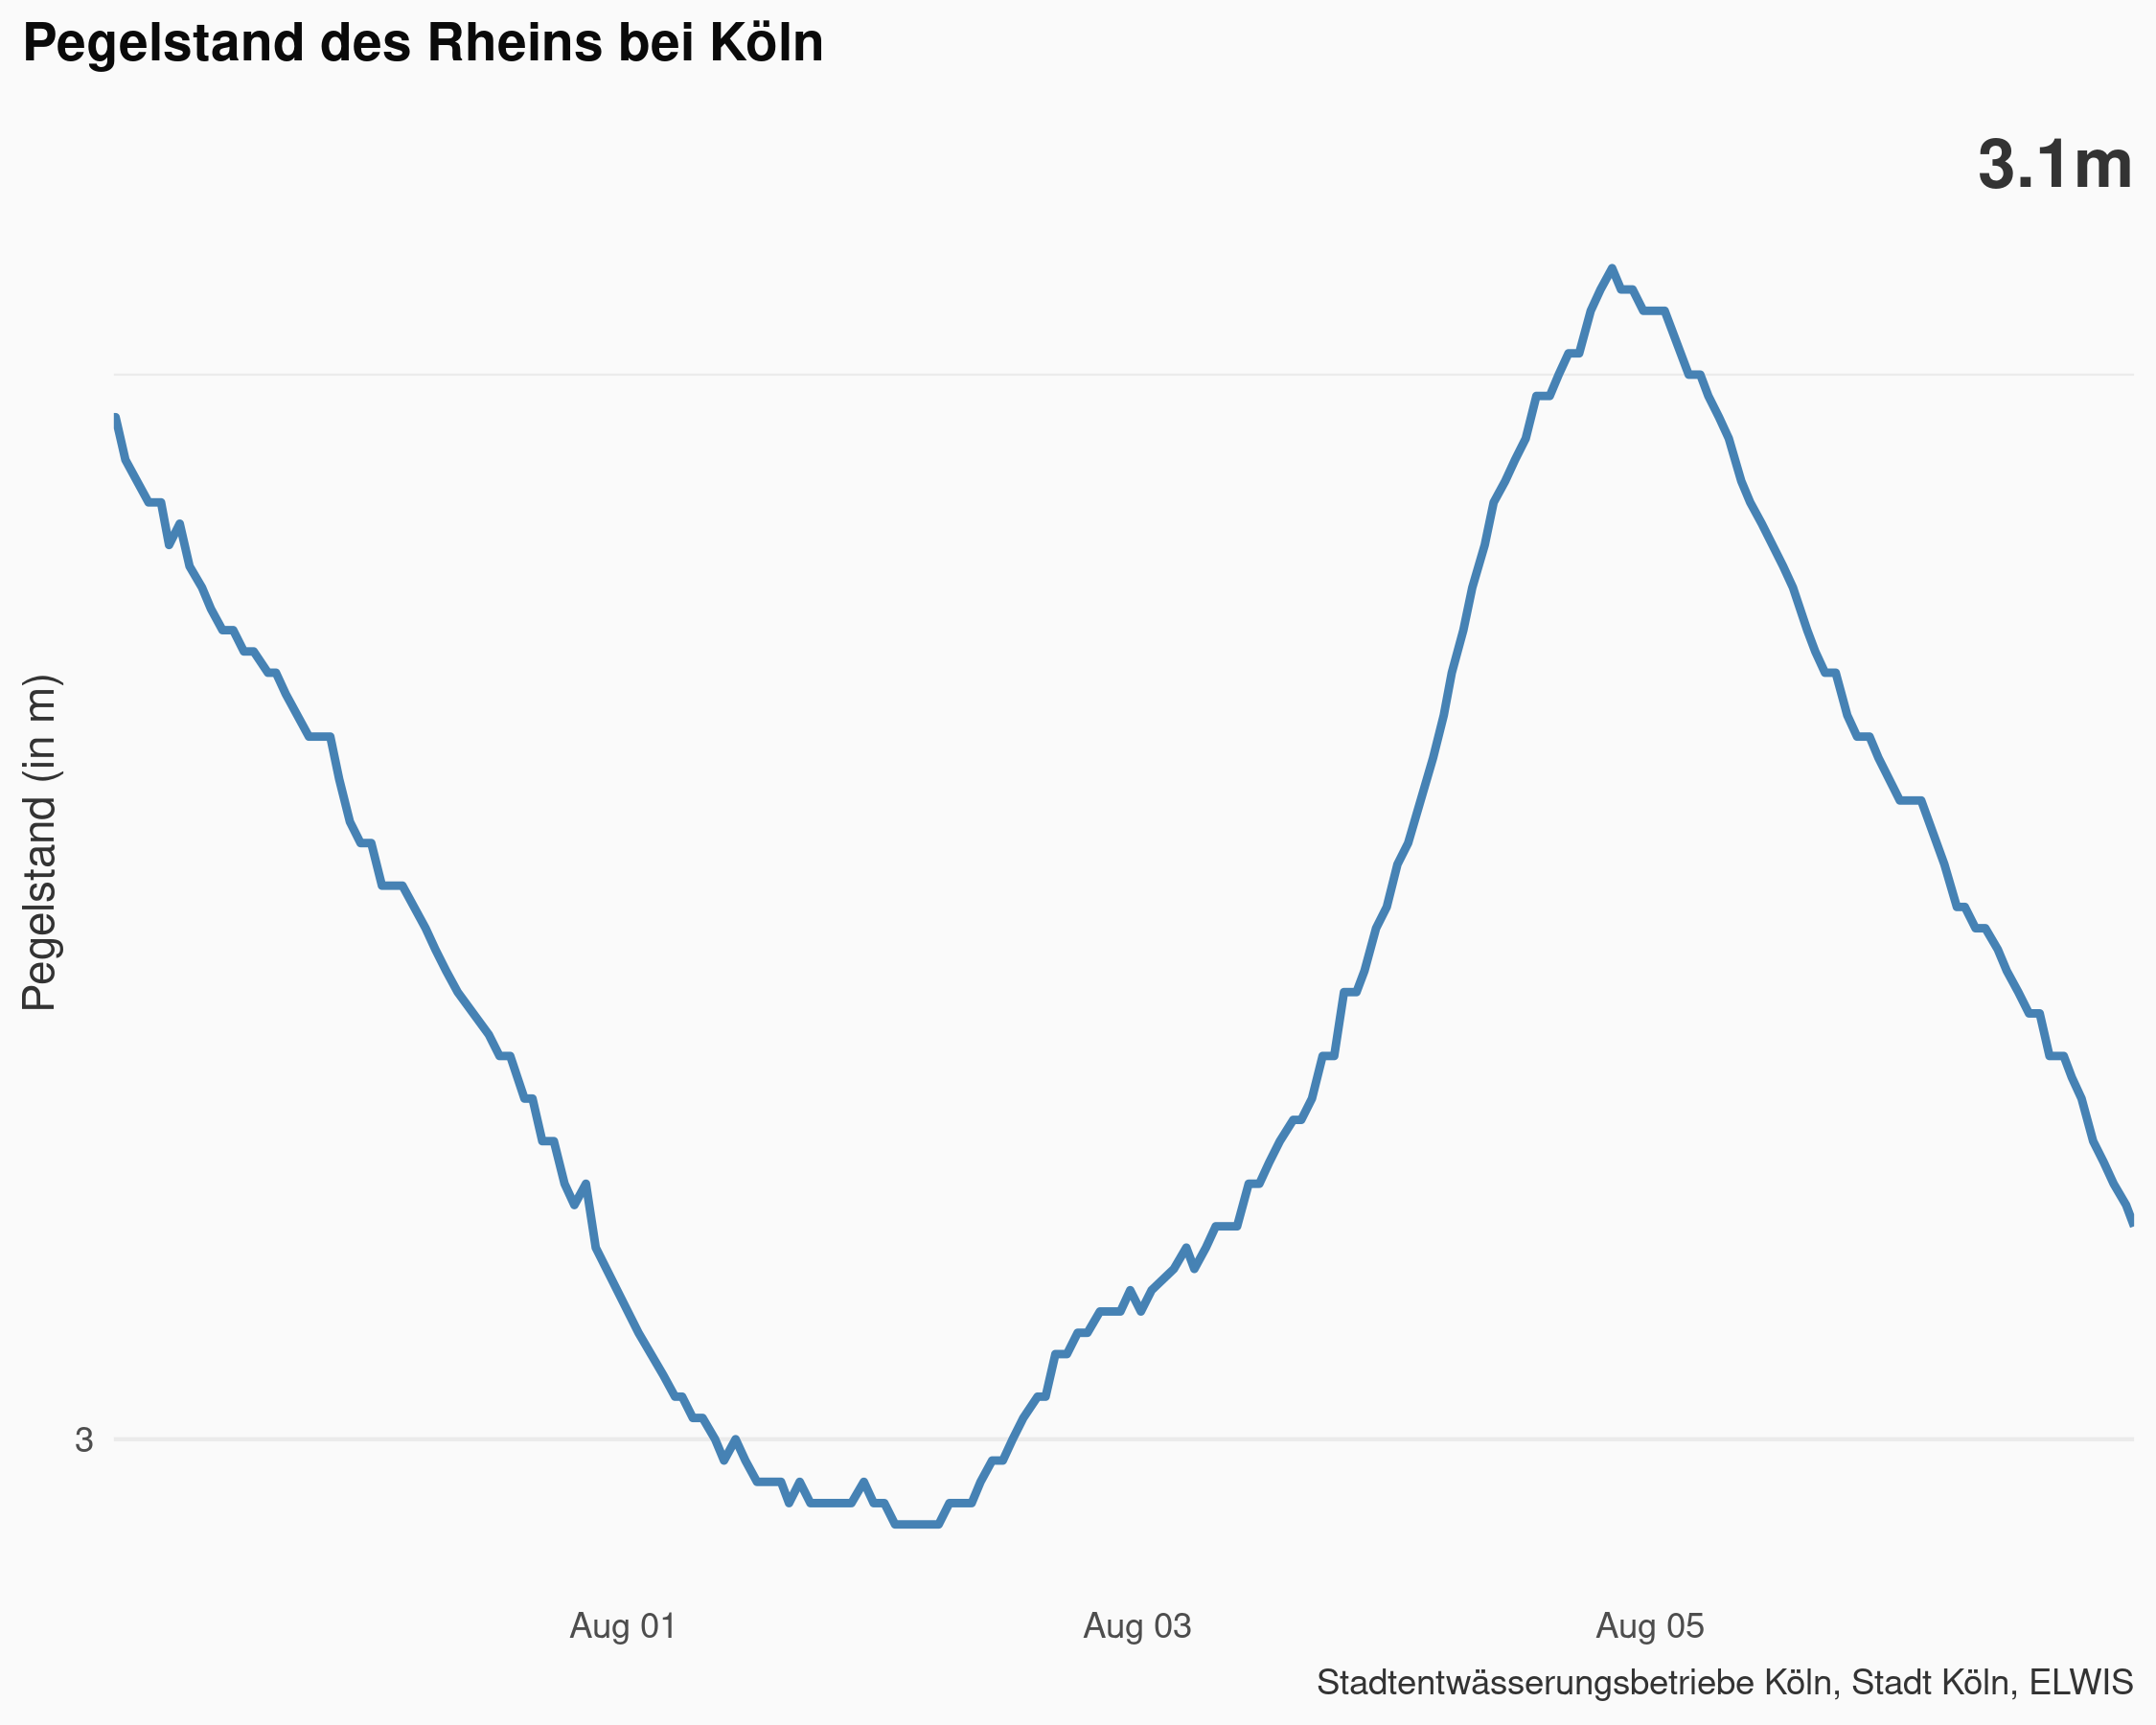 Pegelstand des Rheins bei Köln
3.1m
Pegelstand (in m)
3
Aug 01
Aug 03
Aug 05
Stadtentwässerungsbetriebe Köln, Stadt Köln, ELWIS